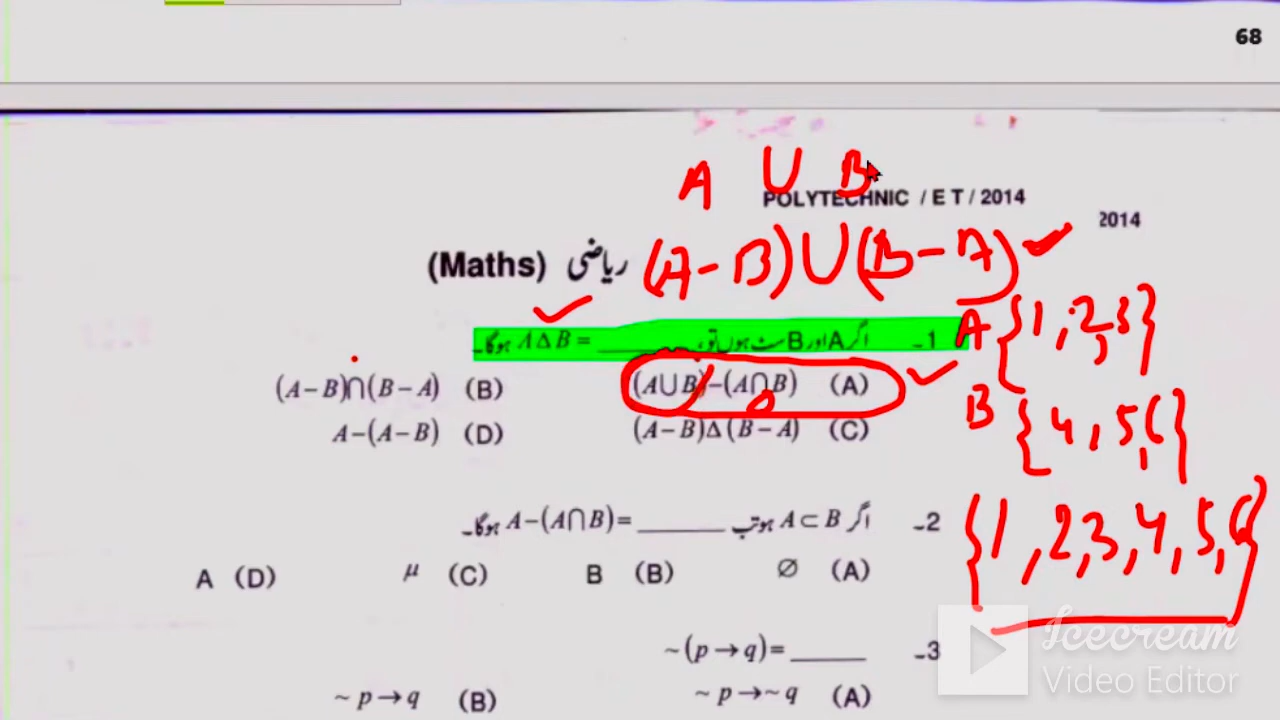 68
A ∪ B
POLYTECHNIC / E T / 2014
2014
ریاضی (Maths)
(A – B) ∪ (B – A)
1- اگر A اور B سٹ ہوں تو، ______ = A Δ B ہوگا۔
A {1, 2, 3}
(A) (A∪B)–(A∩B) (B) (A–B)∩(B–A)
B {4, 5, 6}
(C) (A–B)Δ(B–A) (D) A–(A–B)
{1, 2, 3, 4, 5, 6}
2- اگر A ⊂ B ہو تب ______ =A–(A∩B) ہوگا۔
(A) ∅ (B) B (C) μ (D) A
3- ~(p→q)= ______
(A) ~p→~q (B) ~p→q
Icecream
Video Editor